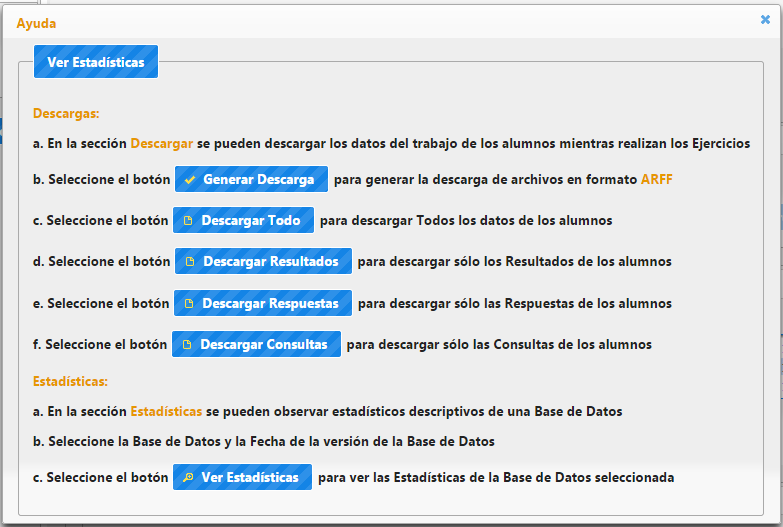 Ayuda
Ver Estadísticas
Descargas:
a. En la sección Descargar se pueden descargar los datos del trabajo de los alumnos mientras realizan los Ejercicios
b. Seleccione el botón Generar Descarga para generar la descarga de archivos en formato ARFF
c. Seleccione el botón Descargar Todo para descargar Todos los datos de los alumnos
d. Seleccione el botón Descargar Resultados para descargar sólo los Resultados de los alumnos
e. Seleccione el botón Descargar Respuestas para descargar sólo las Respuestas de los alumnos
f. Seleccione el botón Descargar Consultas para descargar sólo las Consultas de los alumnos
Estadísticas:
a. En la sección Estadísticas se pueden observar estadísticos descriptivos de una Base de Datos
b. Seleccione la Base de Datos y la Fecha de la versión de la Base de Datos
c. Seleccione el botón Ver Estadísticas para ver las Estadísticas de la Base de Datos seleccionada